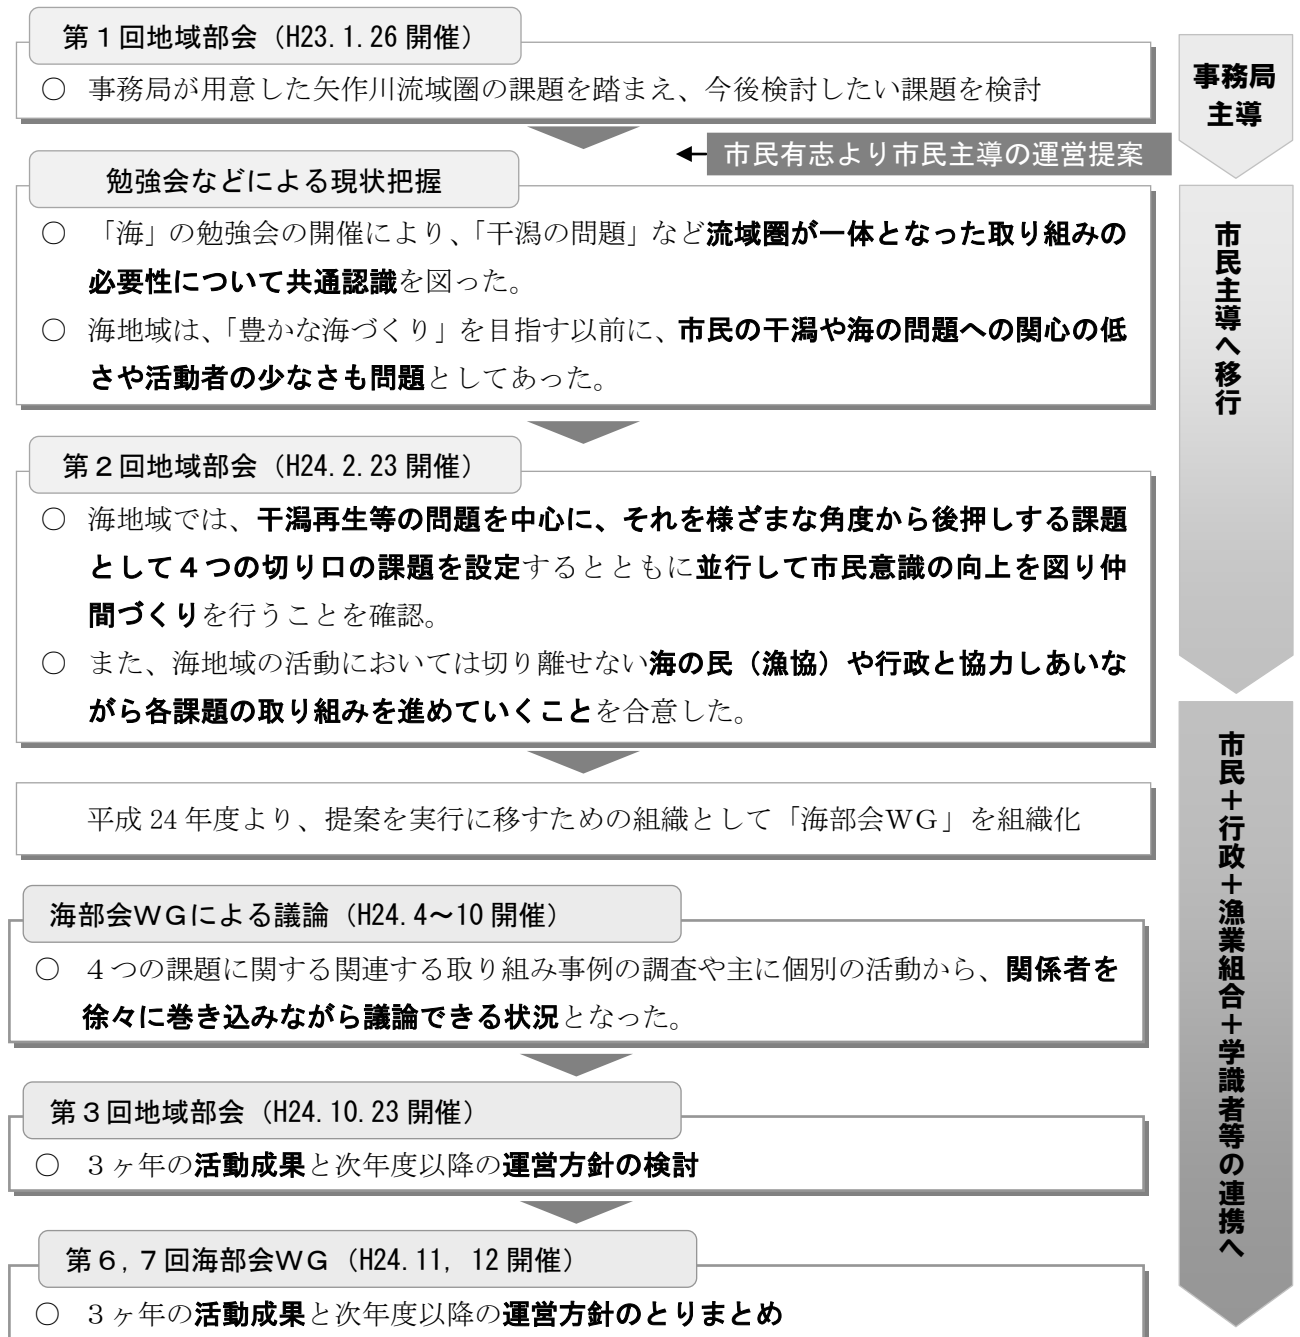 第１回地域部会（H23.1.26 開催）
○ 事務局が用意した矢作川流域圏の課題を踏まえ、今後検討したい課題を検討
事務局
主導
市民有志より市民主導の運営提案
勉強会などによる現状把握
○ 「海」の勉強会の開催により、「干潟の問題」など流域圏が一体となった取り組みの
必要性について共通認識を図った。
○ 海地域は、「豊かな海づくり」を目指す以前に、市民の干潟や海の問題への関心の低
さや活動者の少なさも問題としてあった。
市民主導へ移行
第２回地域部会（H24.2.23 開催）
○ 海地域では、干潟再生等の問題を中心に、それを様ざまな角度から後押しする課題
として４つの切り口の課題を設定するとともに並行して市民意識の向上を図り仲
間づくりを行うことを確認。
○ また、海地域の活動においては切り離せない海の民（漁協）や行政と協力しあいな
がら各課題の取り組みを進めていくことを合意した。
平成 24 年度より、提案を実行に移すための組織として「海部会ＷＧ」を組織化
市民＋行政＋漁業組合＋学識者等の連携へ
海部会ＷＧによる議論（H24.4～10 開催）
○ ４つの課題に関する関連する取り組み事例の調査や主に個別の活動から、関係者を
徐々に巻き込みながら議論できる状況となった。
第３回地域部会（H24.10.23 開催）
○ ３ヶ年の活動成果と次年度以降の運営方針の検討
第６,７回海部会ＷＧ（H24.11, 12 開催）
○ ３ヶ年の活動成果と次年度以降の運営方針のとりまとめ